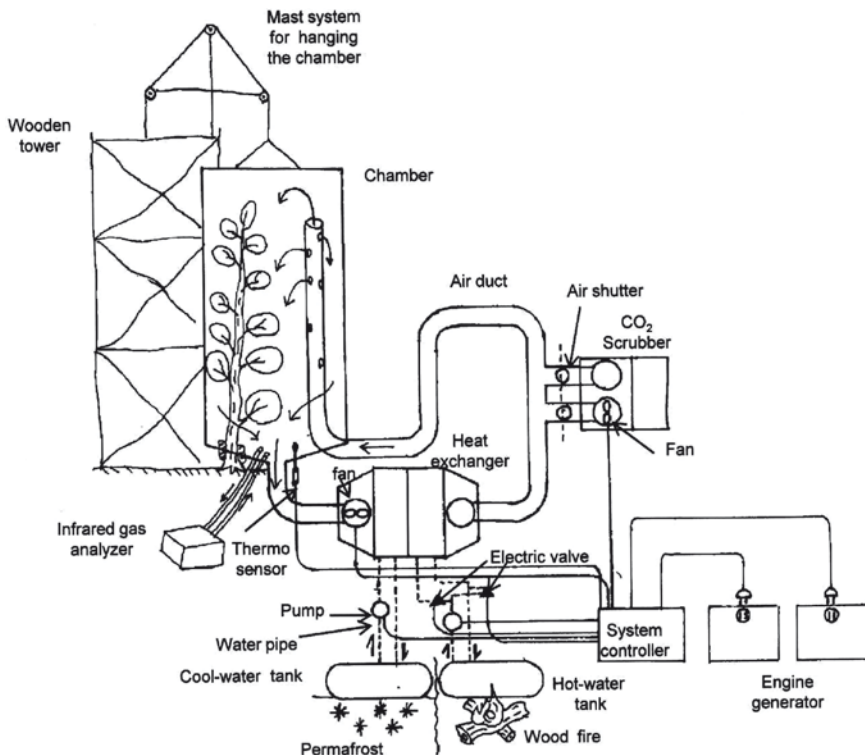 Mast system
for hanging
the chamber
Wooden
tower
Chamber
Air duct
Air shutter
CO₂
Scrubber
Fan
Heat
exchanger
fan
Infrared gas
analyzer
Thermo
sensor
Electric valve
Pump
Water pipe
System
controller
Cool-water tank
Hot-water
tank
Engine
generator
Wood fire
Permafrost